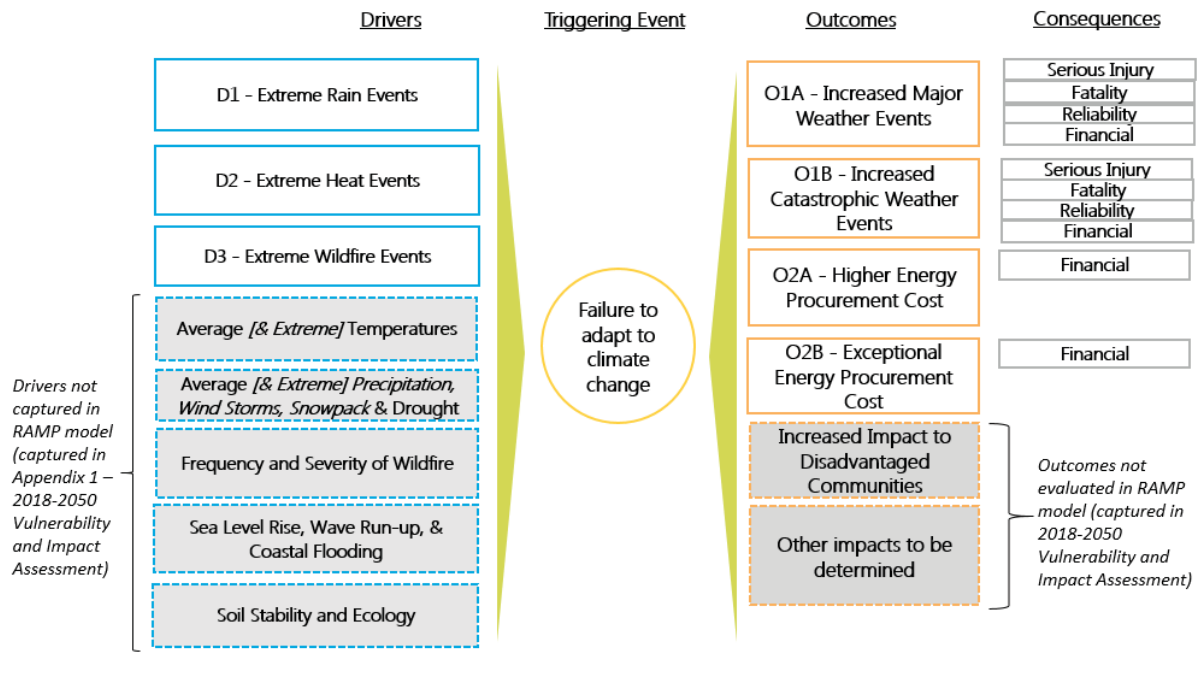 Drivers
Triggering Event
Outcomes
Consequences
D1 - Extreme Rain Events
D2 - Extreme Heat Events
D3 - Extreme Wildfire Events
Average [& Extreme] Temperatures
Average [& Extreme] Precipitation,
Wind Storms, Snowpack & Drought
Frequency and Severity of Wildfire
Sea Level Rise, Wave Run-up, &
Coastal Flooding
Soil Stability and Ecology
Drivers not
captured in
RAMP model
(captured in
Appendix 1 –
2018-2050
Vulnerability
and Impact
Assessment)
Failure to
adapt to
climate
change
O1A - Increased Major
Weather Events
O1B - Increased
Catastrophic Weather
Events
O2A - Higher Energy
Procurement Cost
O2B - Exceptional
Energy Procurement
Cost
Increased Impact to
Disadvantaged
Communities
Other impacts to be
determined
Serious Injury
Fatality
Reliability
Financial
Serious Injury
Fatality
Reliability
Financial
Financial
Financial
Outcomes not
evaluated in RAMP
model (captured in
2018-2050
Vulnerability and
Impact Assessment)